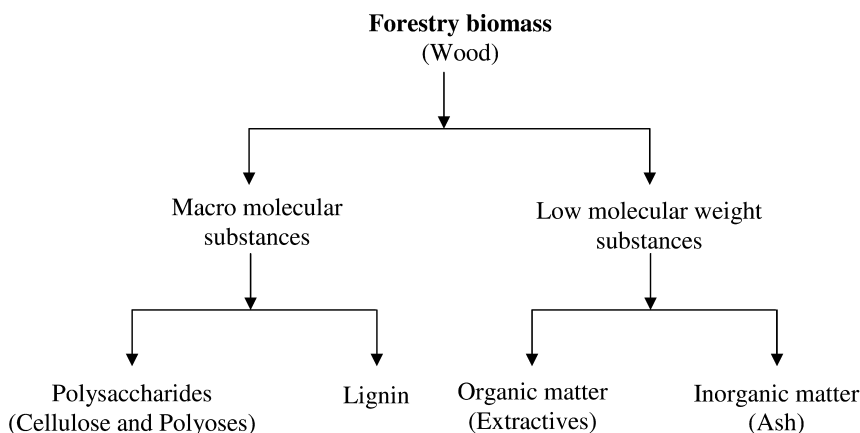 Forestry biomass
(Wood)
Macro molecular
substances
Low molecular weight
substances
Polysaccharides
(Cellulose and Polyoses)
Lignin
Organic matter
(Extractives)
Inorganic matter
(Ash)